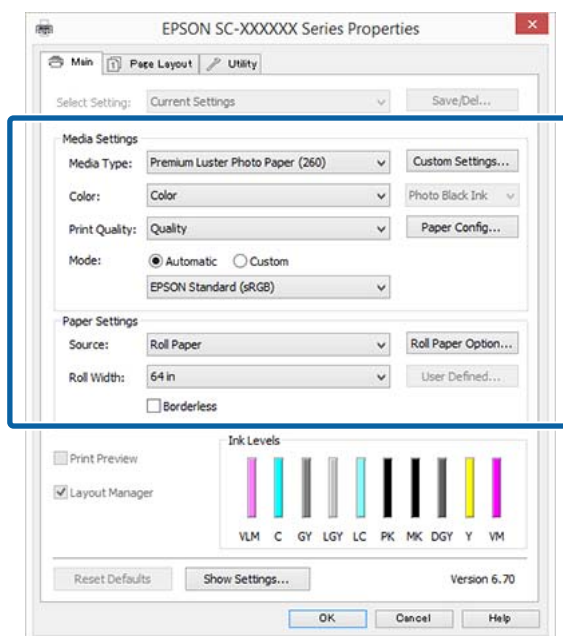 EPSON SC-XXXXXX Series Properties
Main Page Layout Utility
Select Setting: Current Settings Save/Del...
Media Settings
Media Type: Premium Luster Photo Paper (260) Custom Settings...
Color: Color Photo Black Ink
Print Quality: Quality Paper Config...
Mode: Automatic Custom
EPSON Standard (sRGB)
Paper Settings
Source: Roll Paper Roll Paper Option...
Roll Width: 64 in User Defined...
Borderless
Ink Levels
Print Preview
Layout Manager
VLM C GY LGY LC PK MK DGY Y VM
Reset Defaults Show Settings... Version 6.70
OK Cancel Help